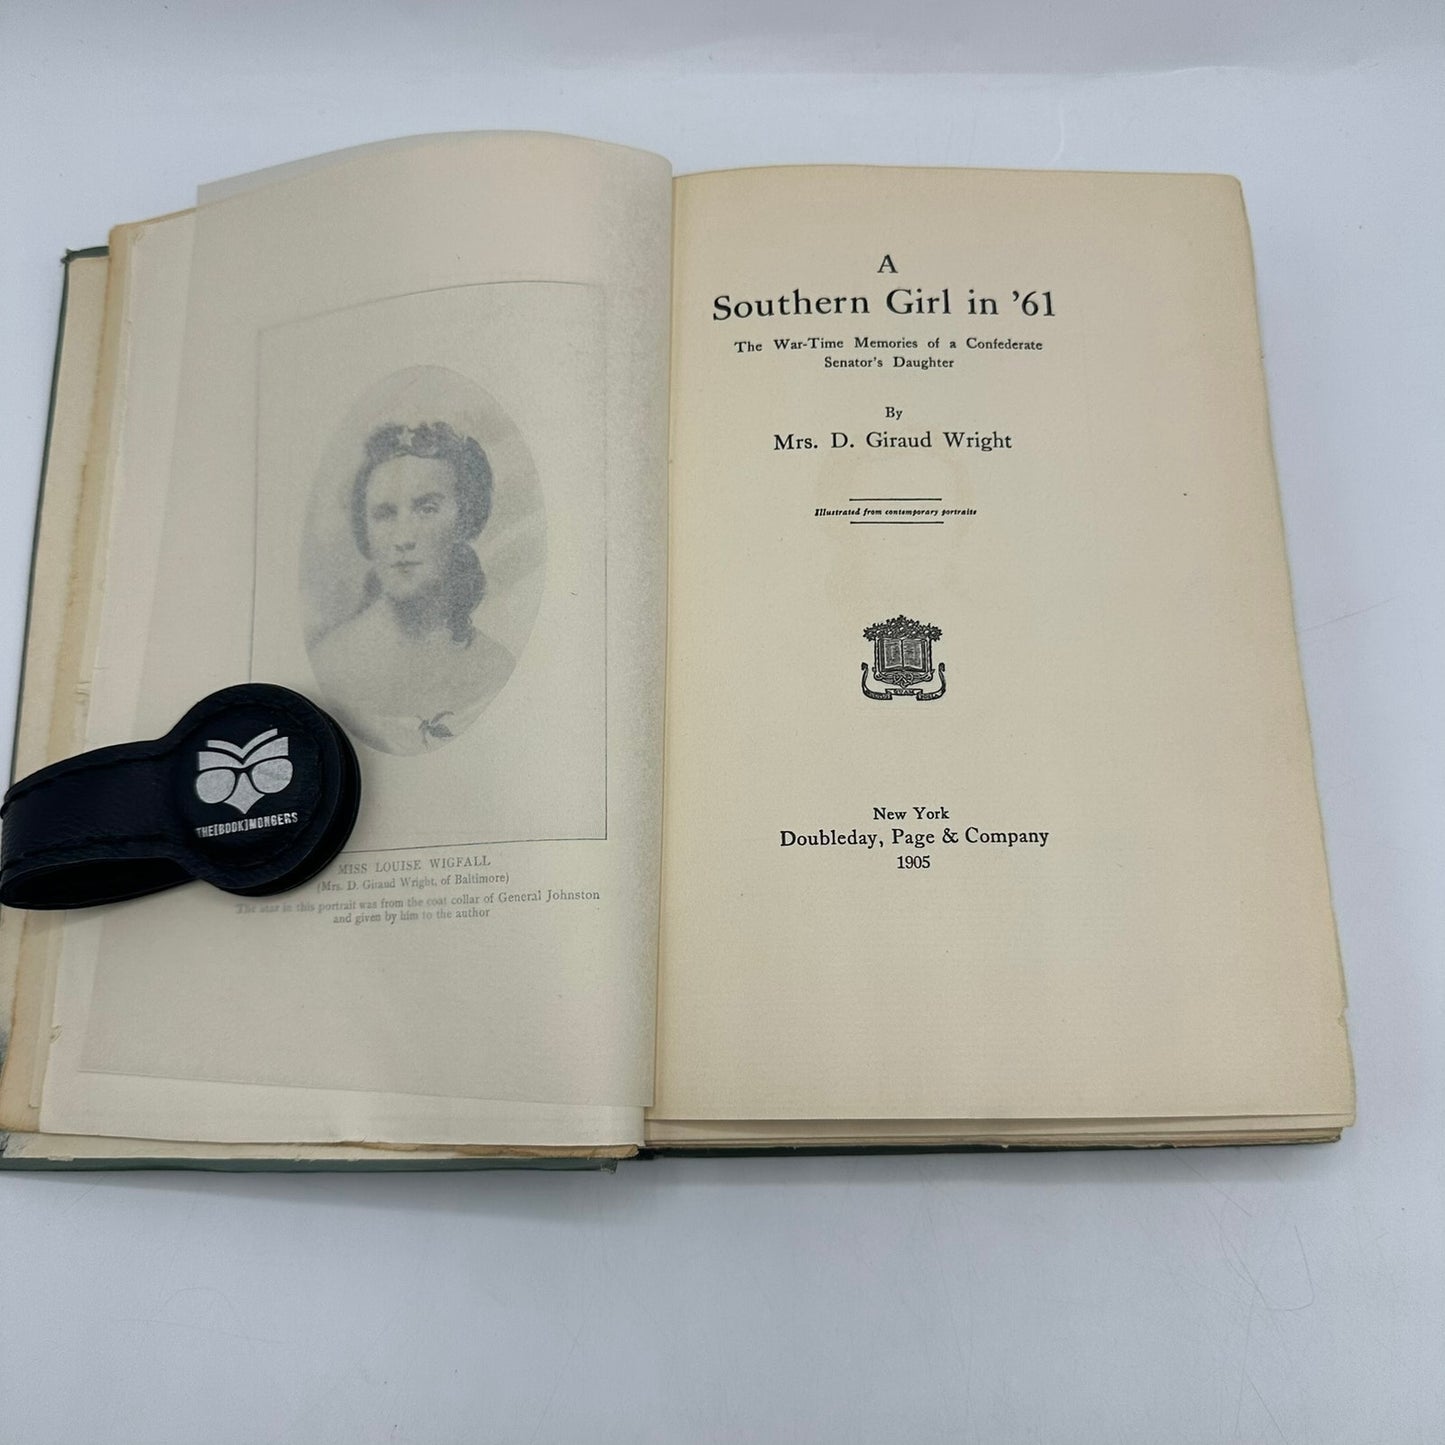 MISS LOUISE WIGFALL
(Mrs. D. Giraud Wright, of Baltimore)
The star in this portrait was from the coat collar of General Johnston
and given by him to the author
THE[BOOK]MONGERS
A
Southern Girl in ’61
The War-Time Memories of a Confederate
Senator’s Daughter
By
Mrs. D. Giraud Wright
Illustrated from contemporary portraits
New York
Doubleday, Page & Company
1905